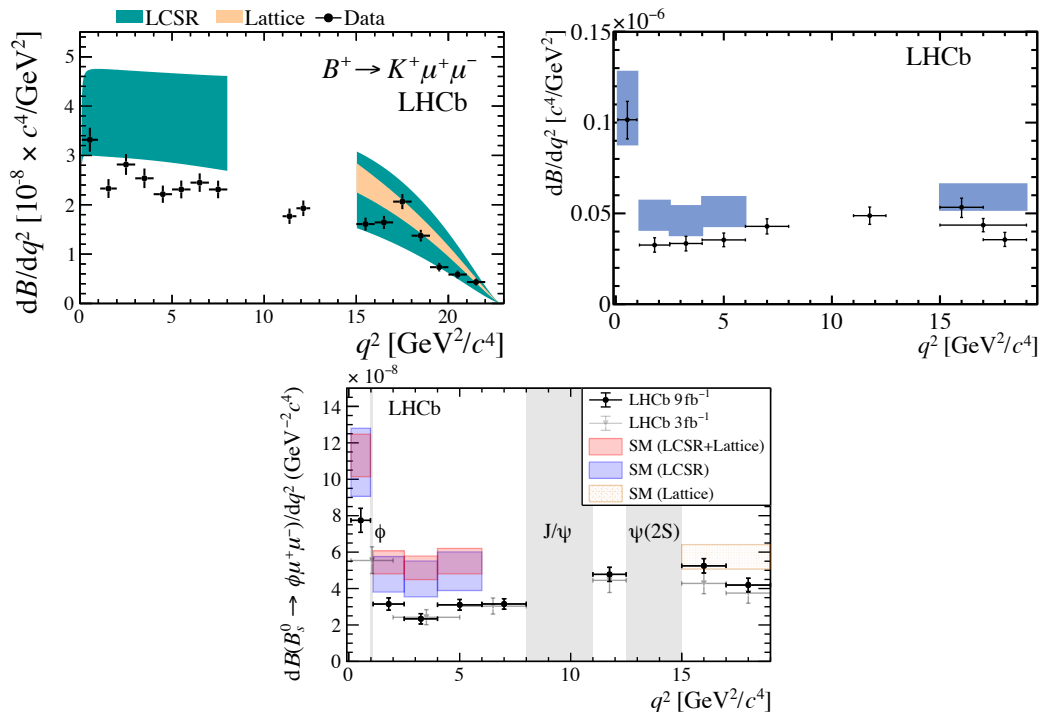 LCSR Lattice Data
dB/dq² [10⁻⁸ × c⁴/GeV²]
5
4
3
2
1
0
B⁺ → K⁺μ⁺μ⁻
LHCb
0 5 10 15 20
q² [GeV²/c⁴]
×10⁻⁶
dB/dq² [c⁴/GeV²]
0.15
0.1
0.05
0
LHCb
0 5 10 15
q² [GeV²/c⁴]
× 10⁻⁸
dB(B⁰ₛ → ϕμ⁺μ⁻)/dq² (GeV⁻²c⁴)
14
12
10
8
6
4
2
0
LHCb
LHCb 9fb⁻¹
LHCb 3fb⁻¹
SM (LCSR+Lattice)
SM (LCSR)
SM (Lattice)
ϕ J/ψ ψ(2S)
0 5 10 15
q² [GeV²/c⁴]